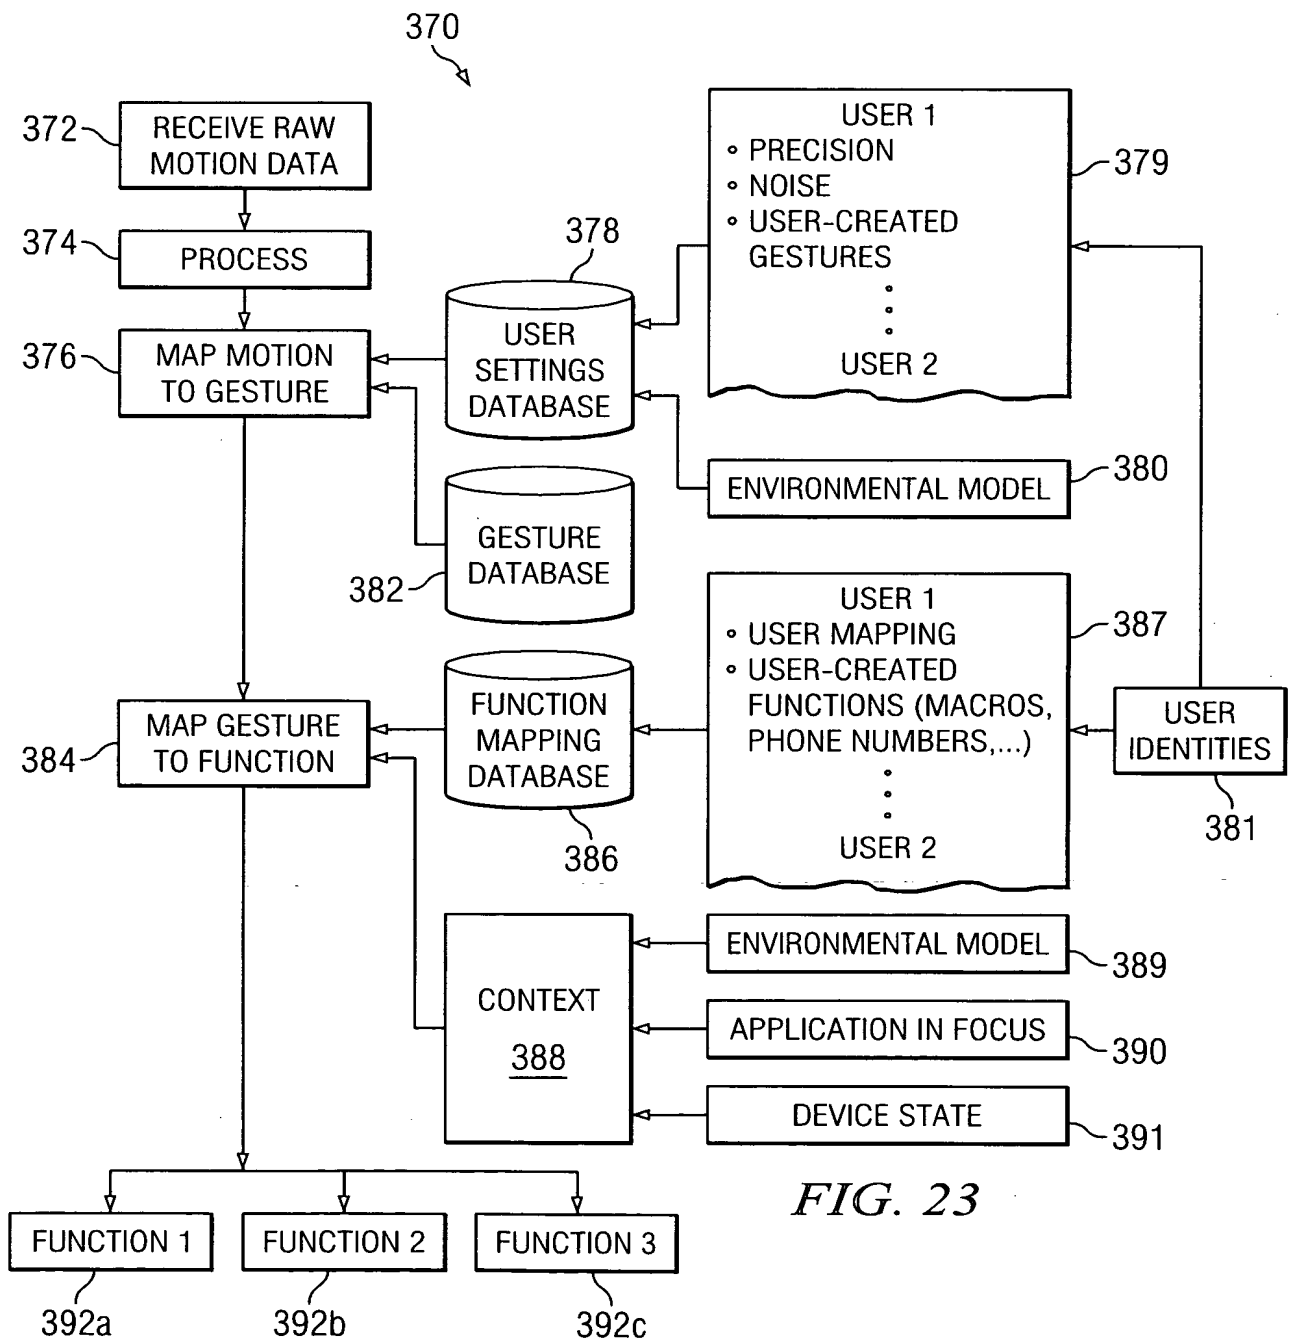 370
372
RECEIVE RAW
MOTION DATA
374
PROCESS
376
MAP MOTION
TO GESTURE
378
USER
SETTINGS
DATABASE
USER 1
∘ PRECISION
∘ NOISE
∘ USER-CREATED
GESTURES
USER 2
379
ENVIRONMENTAL MODEL
380
GESTURE
DATABASE
382
384
MAP GESTURE
TO FUNCTION
FUNCTION
MAPPING
DATABASE
386
USER 1
∘ USER MAPPING
∘ USER-CREATED
FUNCTIONS (MACROS,
PHONE NUMBERS,...)
USER 2
387
USER
IDENTITIES
381
CONTEXT
388
ENVIRONMENTAL MODEL
389
APPLICATION IN FOCUS
390
DEVICE STATE
391
FUNCTION 1
392a
FUNCTION 2
392b
FUNCTION 3
392c
FIG. 23